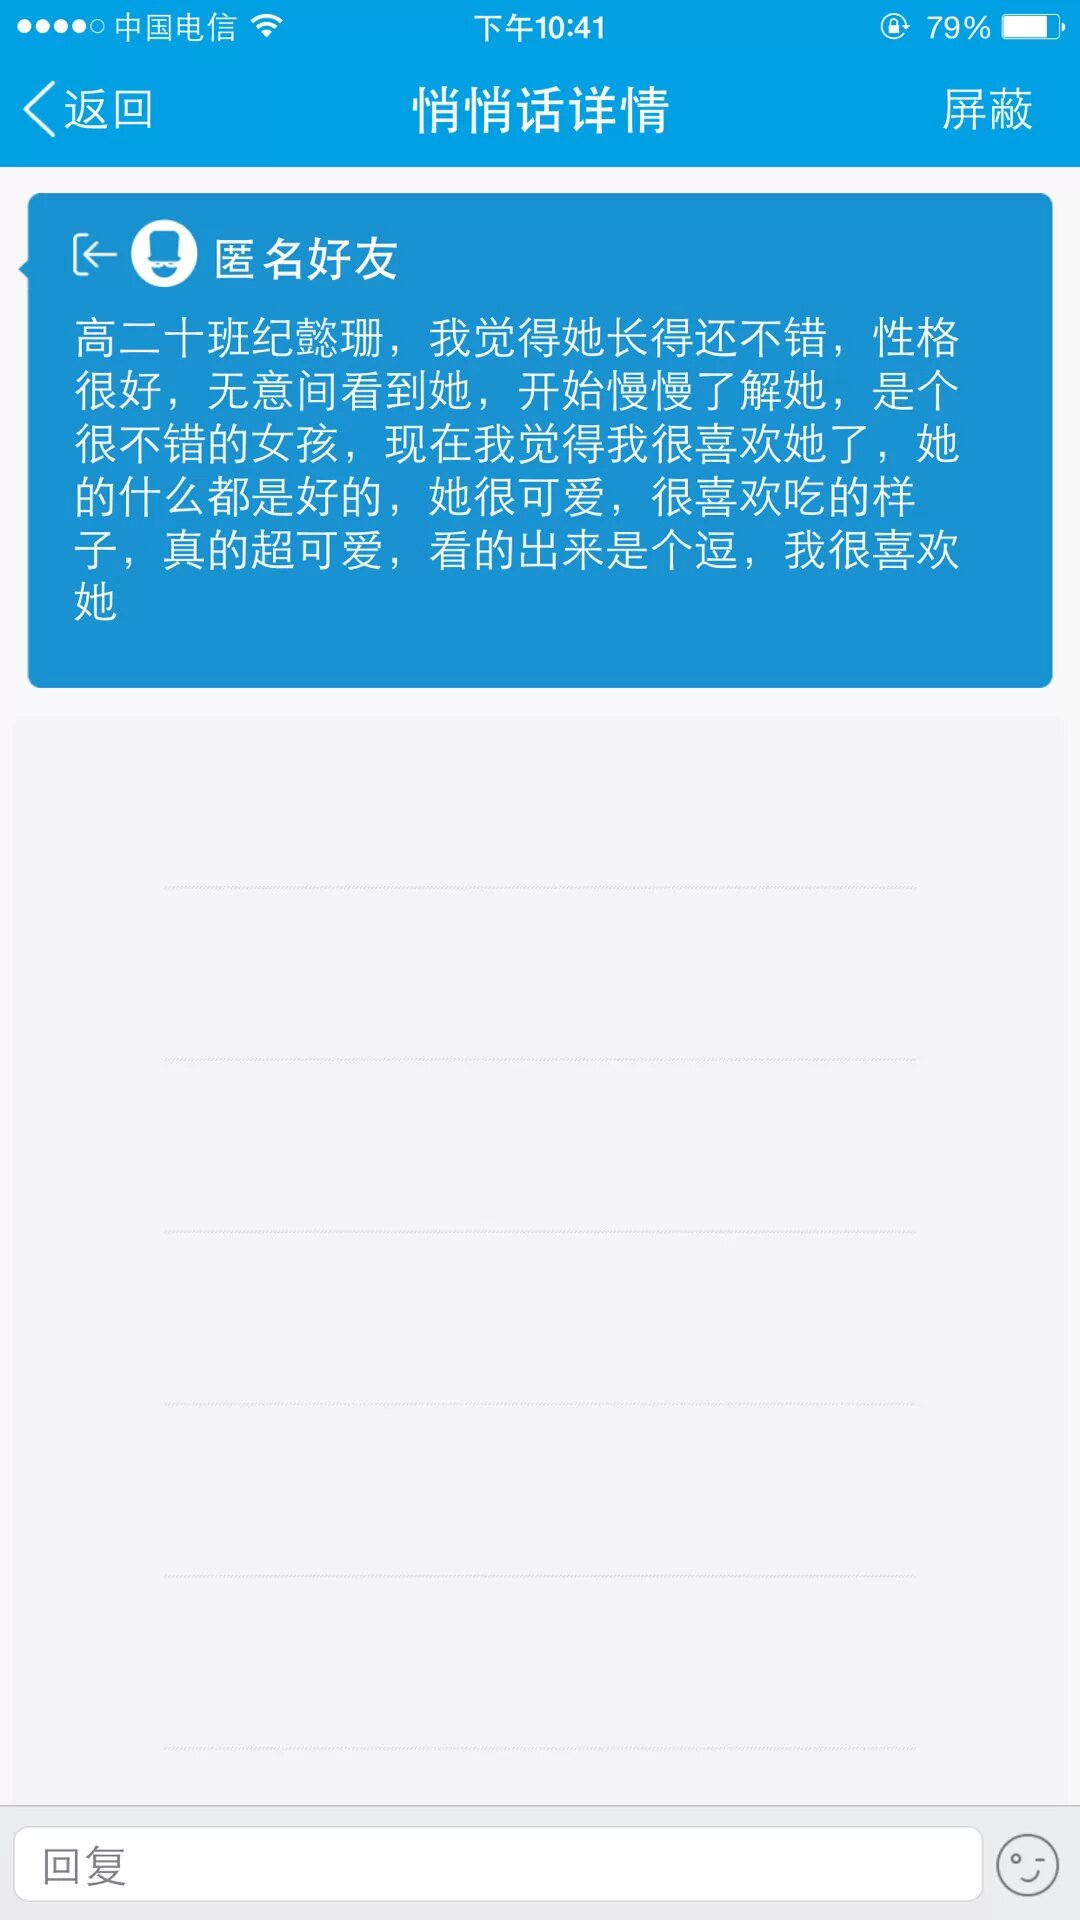 中国电信 下午10:41 79%
返回 悄悄话详情 屏蔽
匿名好友
高二十班纪懿珊，我觉得她长得还不错，性格
很好，无意间看到她，开始慢慢了解她，是个
很不错的女孩，现在我觉得我很喜欢她了，她
的什么都是好的，她很可爱，很喜欢吃的样
子，真的超可爱，看的出来是个逗，我很喜欢
她
回复